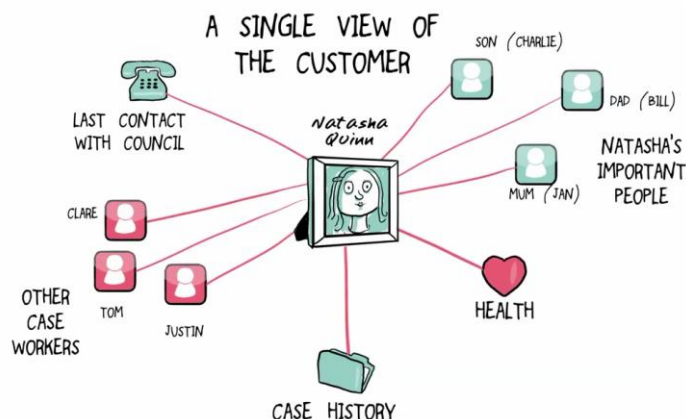 A SINGLE VIEW OF
THE CUSTOMER
SON (CHARLIE)
DAD (BILL)
LAST CONTACT
WITH COUNCIL
Natasha
Quinn
NATASHA'S
IMPORTANT
PEOPLE
MUM (JAN)
CLARE
TOM
JUSTIN
OTHER
CASE
WORKERS
HEALTH
CASE HISTORY